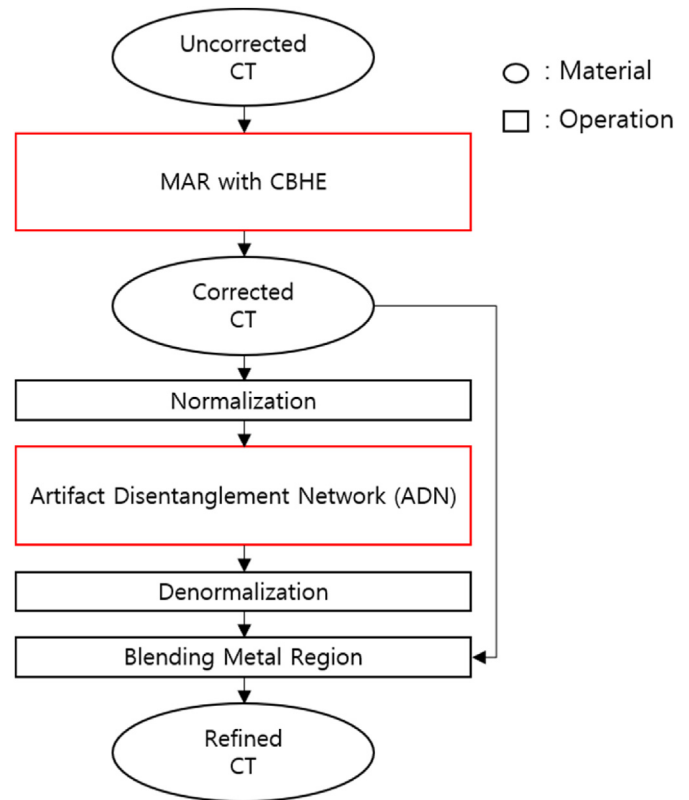 Uncorrected
CT
: Material
: Operation
MAR with CBHE
Corrected
CT
Normalization
Artifact Disentanglement Network (ADN)
Denormalization
Blending Metal Region
Refined
CT